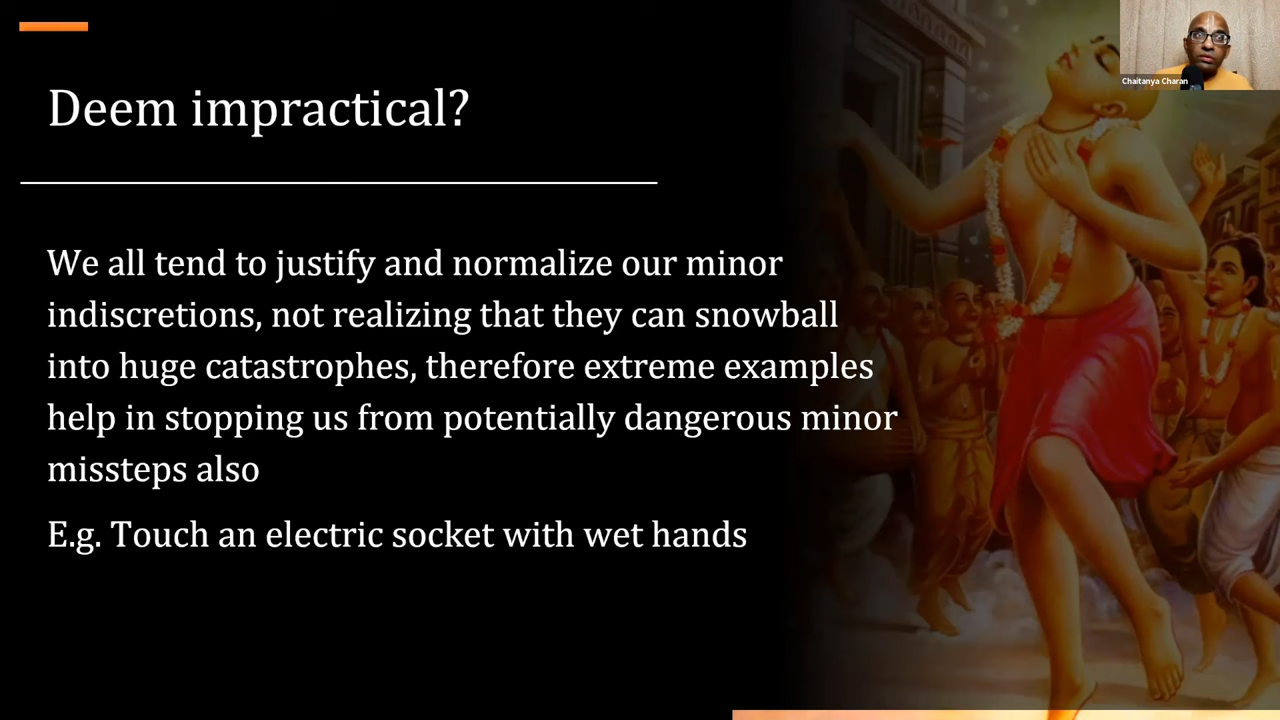 Chaitanya Charan
Deem impractical?
We all tend to justify and normalize our minor
indiscretions, not realizing that they can snowball
into huge catastrophes, therefore extreme examples
help in stopping us from potentially dangerous minor
missteps also
E.g. Touch an electric socket with wet hands